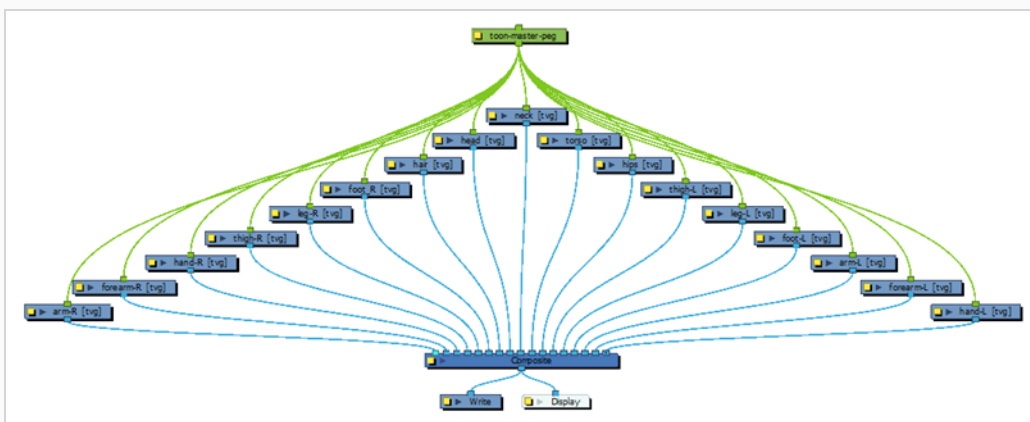 toon-master-peg
neck [tvg]
head [tvg]
torso [tvg]
hair [tvg]
hips [tvg]
foot_R [tvg]
thigh-L [tvg]
leg-R [tvg]
leg-L [tvg]
thigh-R [tvg]
foot-L [tvg]
hand-R [tvg]
arm-L [tvg]
forearm-R [tvg]
forearm-L [tvg]
arm-R [tvg]
hand-L [tvg]
Composite
Write
Display